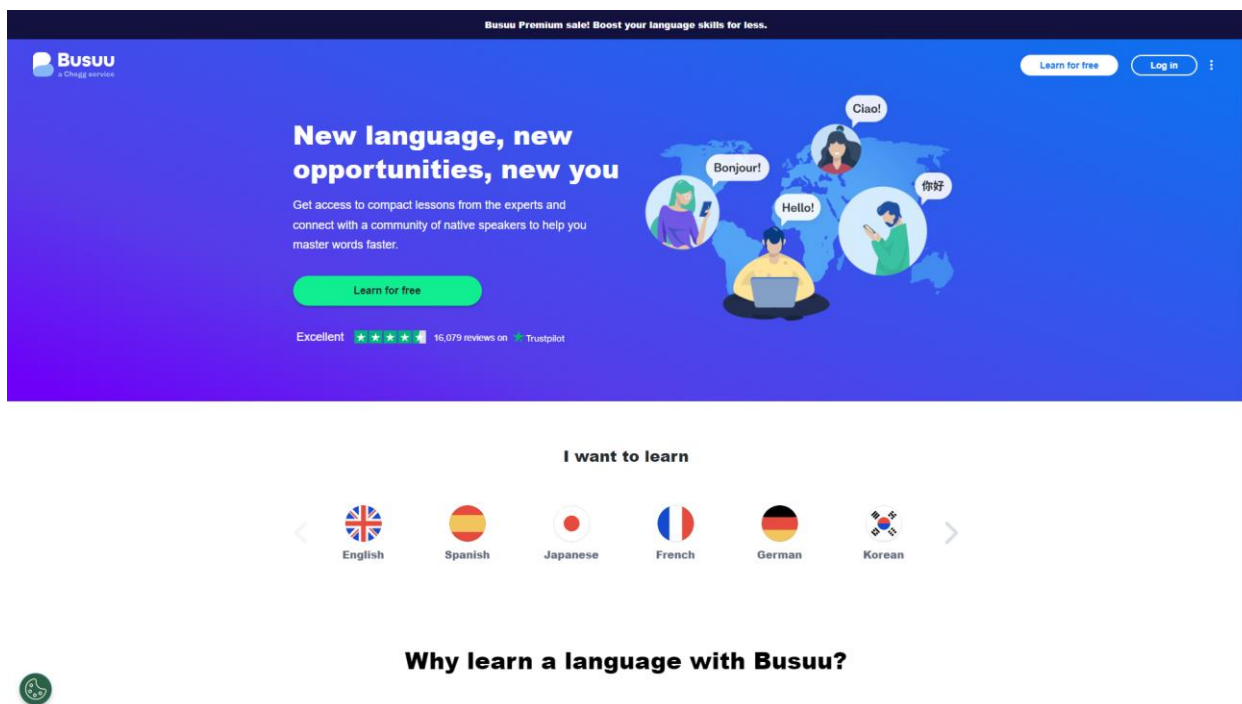 Busuu Premium sale! Boost your language skills for less.
Busuu
a Chegg service
Learn for free
Log in
New language, new
opportunities, new you
Get access to compact lessons from the experts and
connect with a community of native speakers to help you
master words faster.
Learn for free
Excellent 16,079 reviews on Trustpilot
Ciao!
Bonjour!
你好
Hello!
I want to learn
English Spanish Japanese French German Korean
Why learn a language with Busuu?